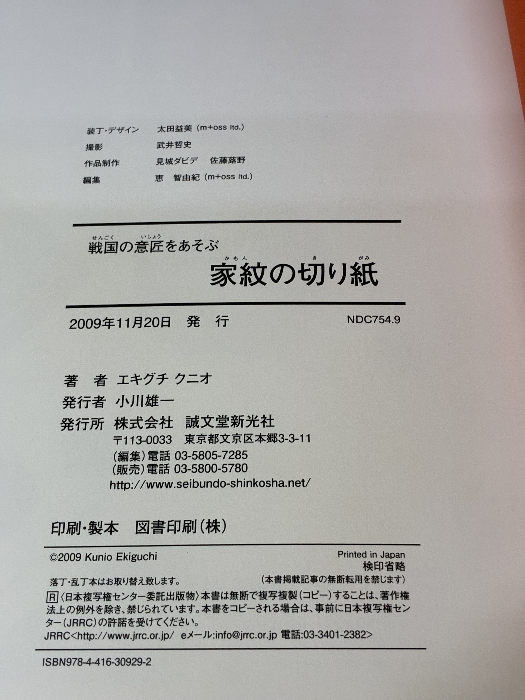 装丁・デザイン 太田益美 (m+oss ltd.)
撮影 武井哲史
作品制作 見城ダビデ 佐藤蕗野
編集 恵 智由紀 (m+oss ltd.)
せんごく いしょう
戦国の意匠をあそぶ
かもん き がみ
家紋の切り紙
2009年11月20日 発 行 NDC754.9
著 者 エキグチ クニオ
発行者 小川雄一
発行所 株式会社 誠文堂新光社
〒113-0033 東京都文京区本郷3-3-11
(編集) 電話 03-5805-7285
(販売) 電話 03-5800-5780
http://www.seibundo-shinkosha.net/
印刷・製本 図書印刷(株)
©2009 Kunio Ekiguchi Printed in Japan
検印省略
落丁・乱丁本はお取り替え致します。 (本書掲載記事の無断転用を禁じます)
R〈日本複写権センター委託出版物〉本書は無断で複写複製(コピー)することは、著作権
法上の例外を除き、禁じられています。本書をコピーされる場合は、事前に日本複写権セン
ター(JRRC)の許諾を受けてください。
JRRC<http://www.jrrc.or.jp/ eメール:info@jrrc.or.jp 電話:03-3401-2382>
ISBN978-4-416-30929-2